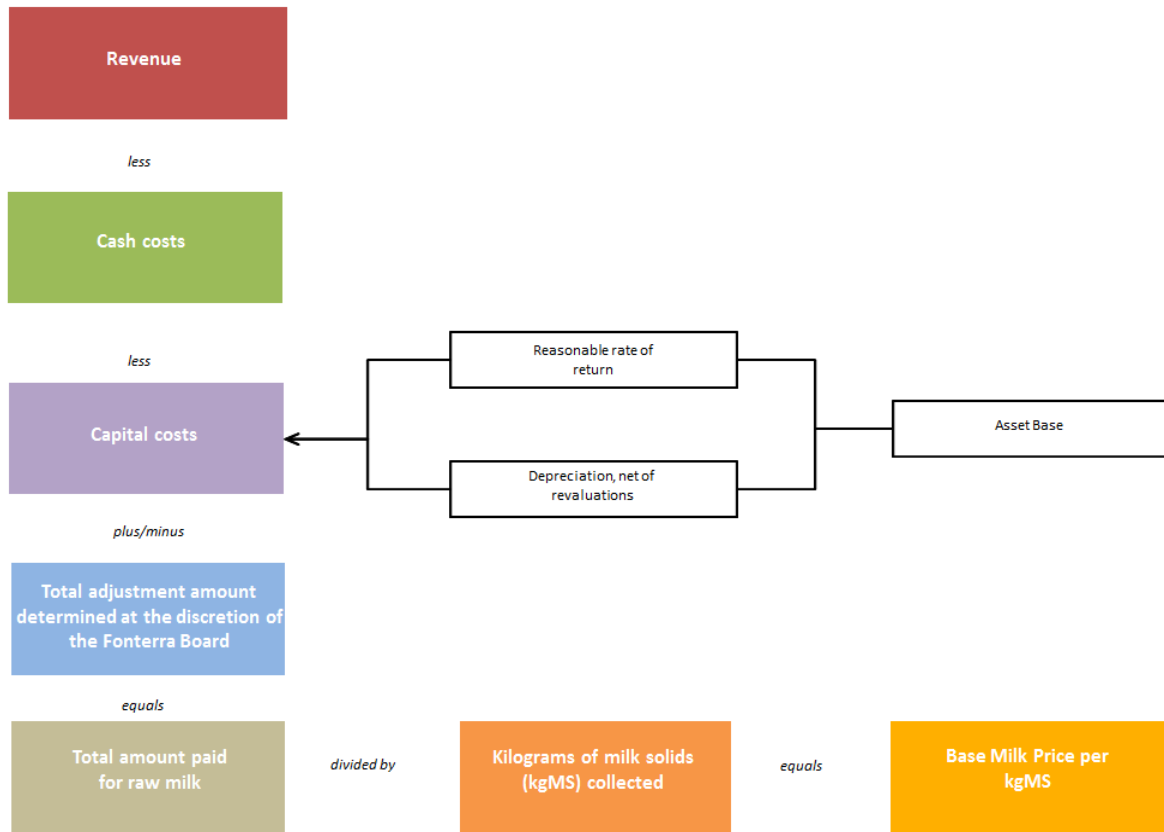 Revenue
less
Cash costs
less
Reasonable rate of
return
Capital costs
Asset Base
Depreciation, net of
revaluations
plus/minus
Total adjustment amount
determined at the discretion of
the Fonterra Board
equals
Total amount paid
for raw milk
divided by
Kilograms of milk solids
(kgMS) collected
equals
Base Milk Price per
kgMS